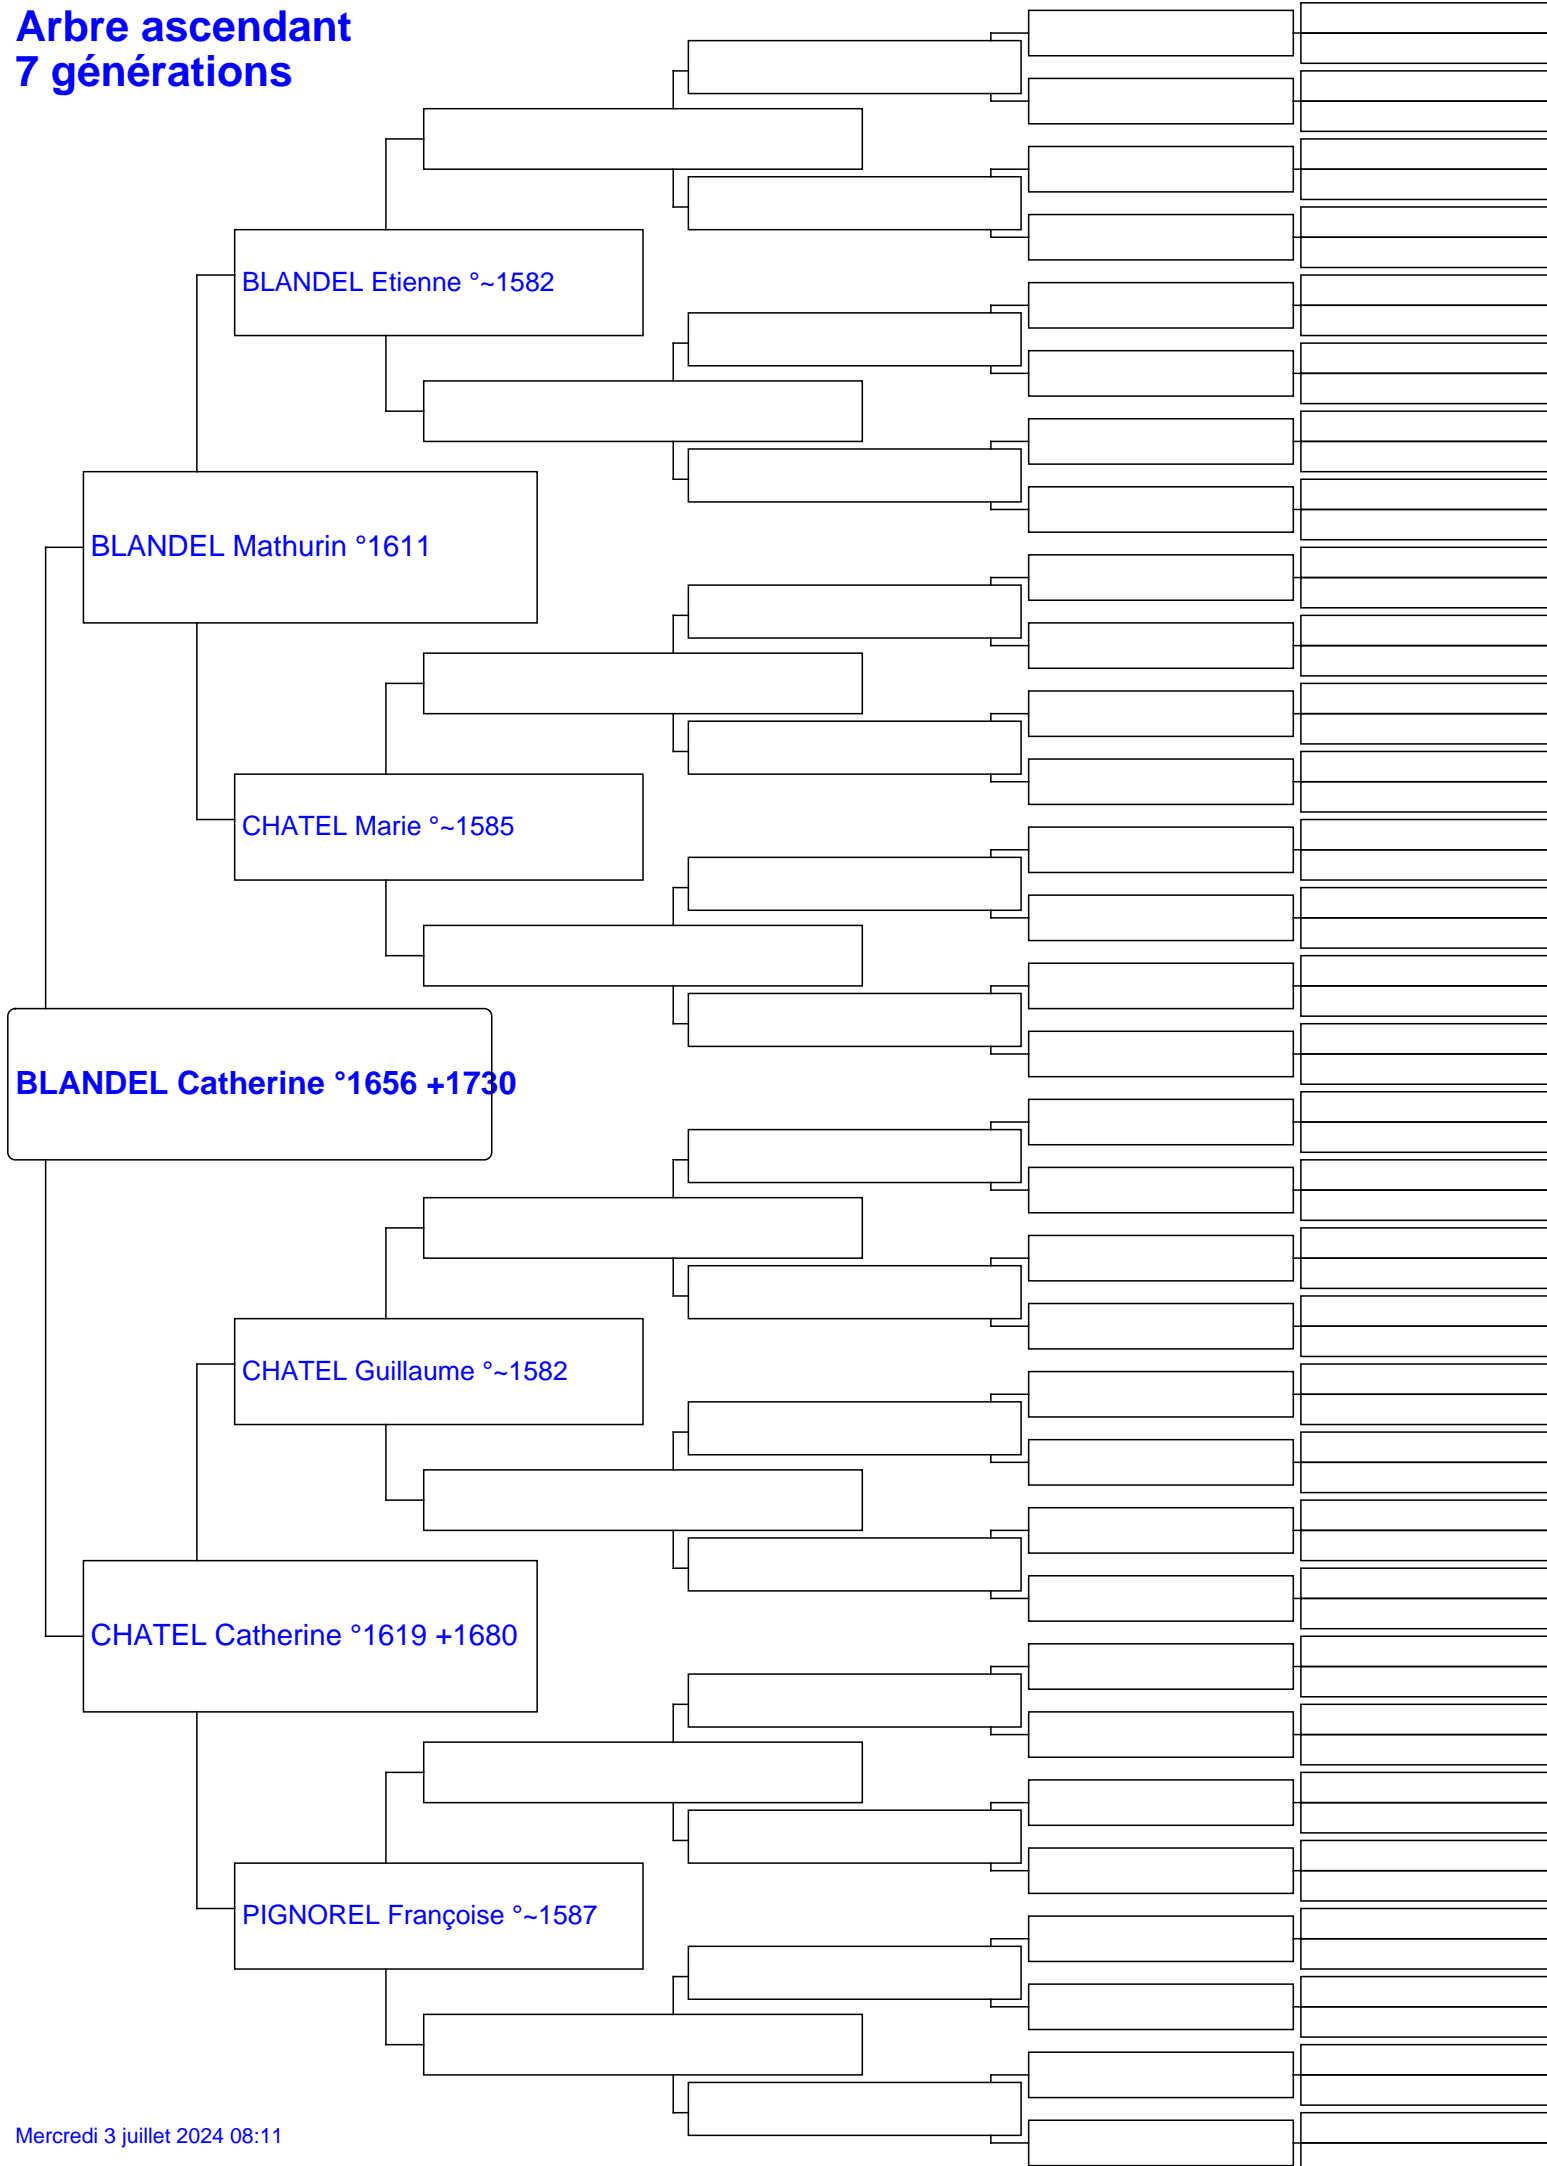 Arbre ascendant
7 générations
BLANDEL Etienne °~1582
BLANDEL Mathurin °1611
CHATEL Marie °~1585
BLANDEL Catherine °1656 +1730
CHATEL Guillaume °~1582
CHATEL Catherine °1619 +1680
PIGNOREL Françoise °~1587
Mercredi 3 juillet 2024 08:11